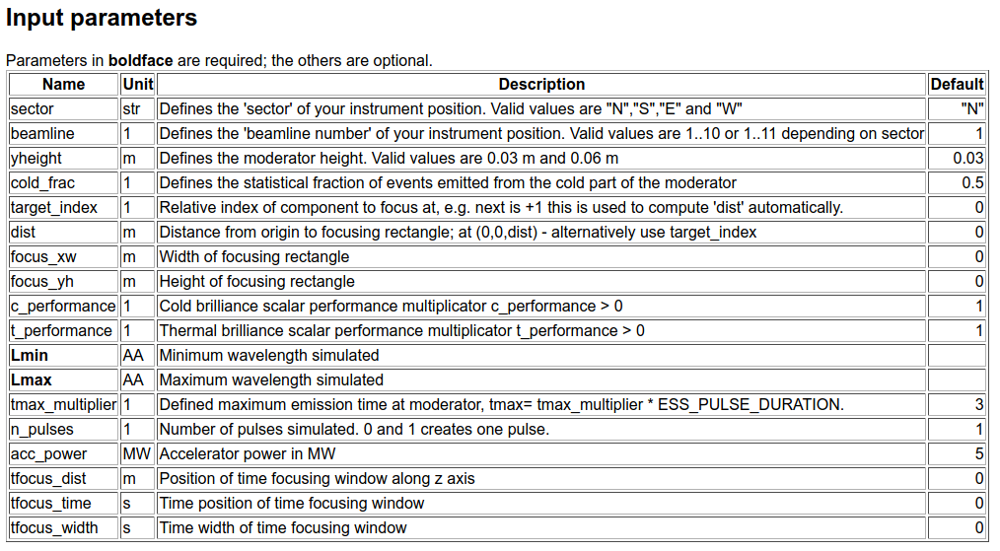 Input parameters
Parameters in boldface are required; the others are optional.
Name Unit Description Default
sector str Defines the 'sector' of your instrument position. Valid values are "N","S","E" and "W" "N"
beamline 1 Defines the 'beamline number' of your instrument position. Valid values are 1..10 or 1..11 depending on sector 1
yheight m Defines the moderator height. Valid values are 0.03 m and 0.06 m 0.03
cold_frac 1 Defines the statistical fraction of events emitted from the cold part of the moderator 0.5
target_index 1 Relative index of component to focus at, e.g. next is +1 this is used to compute 'dist' automatically. 0
dist m Distance from origin to focusing rectangle; at (0,0,dist) - alternatively use target_index 0
focus_xw m Width of focusing rectangle 0
focus_yh m Height of focusing rectangle 0
c_performance 1 Cold brilliance scalar performance multiplicator c_performance > 0 1
t_performance 1 Thermal brilliance scalar performance multiplicator t_performance > 0 1
Lmin AA Minimum wavelength simulated
Lmax AA Maximum wavelength simulated
tmax_multiplier 1 Defined maximum emission time at moderator, tmax= tmax_multiplier * ESS_PULSE_DURATION. 3
n_pulses 1 Number of pulses simulated. 0 and 1 creates one pulse. 1
acc_power MW Accelerator power in MW 5
tfocus_dist m Position of time focusing window along z axis 0
tfocus_time s Time position of time focusing window 0
tfocus_width s Time width of time focusing window 0